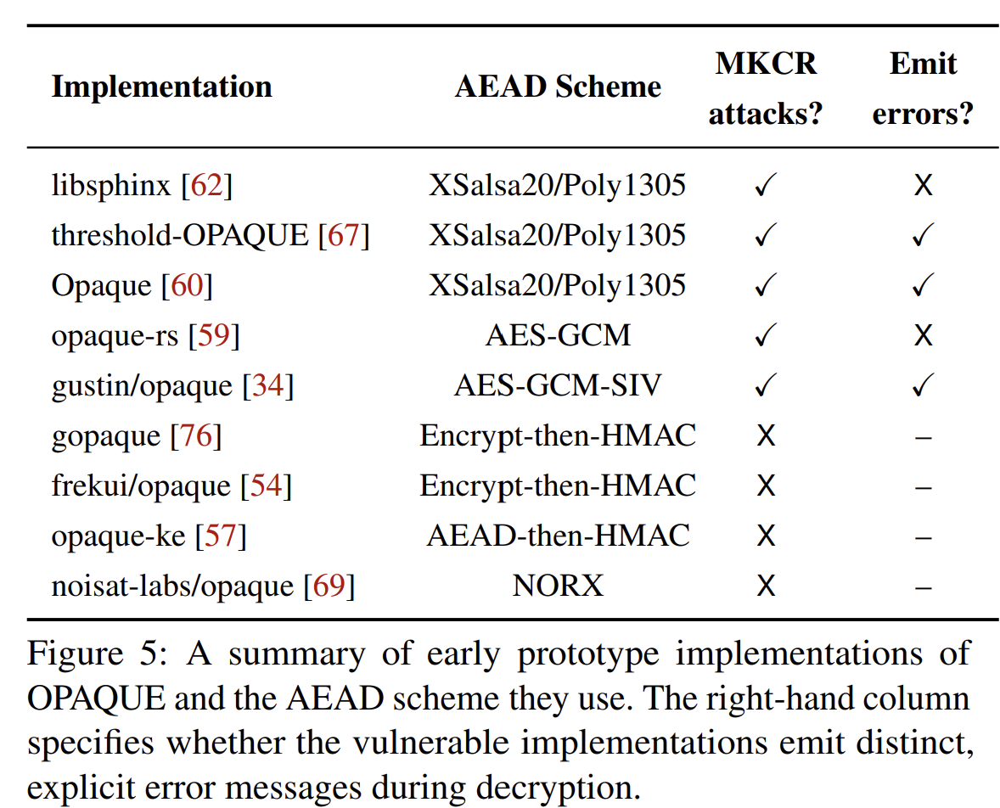 Implementation AEAD Scheme MKCR attacks? Emit errors?
libsphinx [62] XSalsa20/Poly1305 ✓ X
threshold-OPAQUE [67] XSalsa20/Poly1305 ✓ ✓
Opaque [60] XSalsa20/Poly1305 ✓ ✓
opaque-rs [59] AES-GCM ✓ X
gustin/opaque [34] AES-GCM-SIV ✓ ✓
gopaque [76] Encrypt-then-HMAC X –
frekui/opaque [54] Encrypt-then-HMAC X –
opaque-ke [57] AEAD-then-HMAC X –
noisat-labs/opaque [69] NORX X –
Figure 5: A summary of early prototype implementations of
OPAQUE and the AEAD scheme they use. The right-hand column
specifies whether the vulnerable implementations emit distinct,
explicit error messages during decryption.